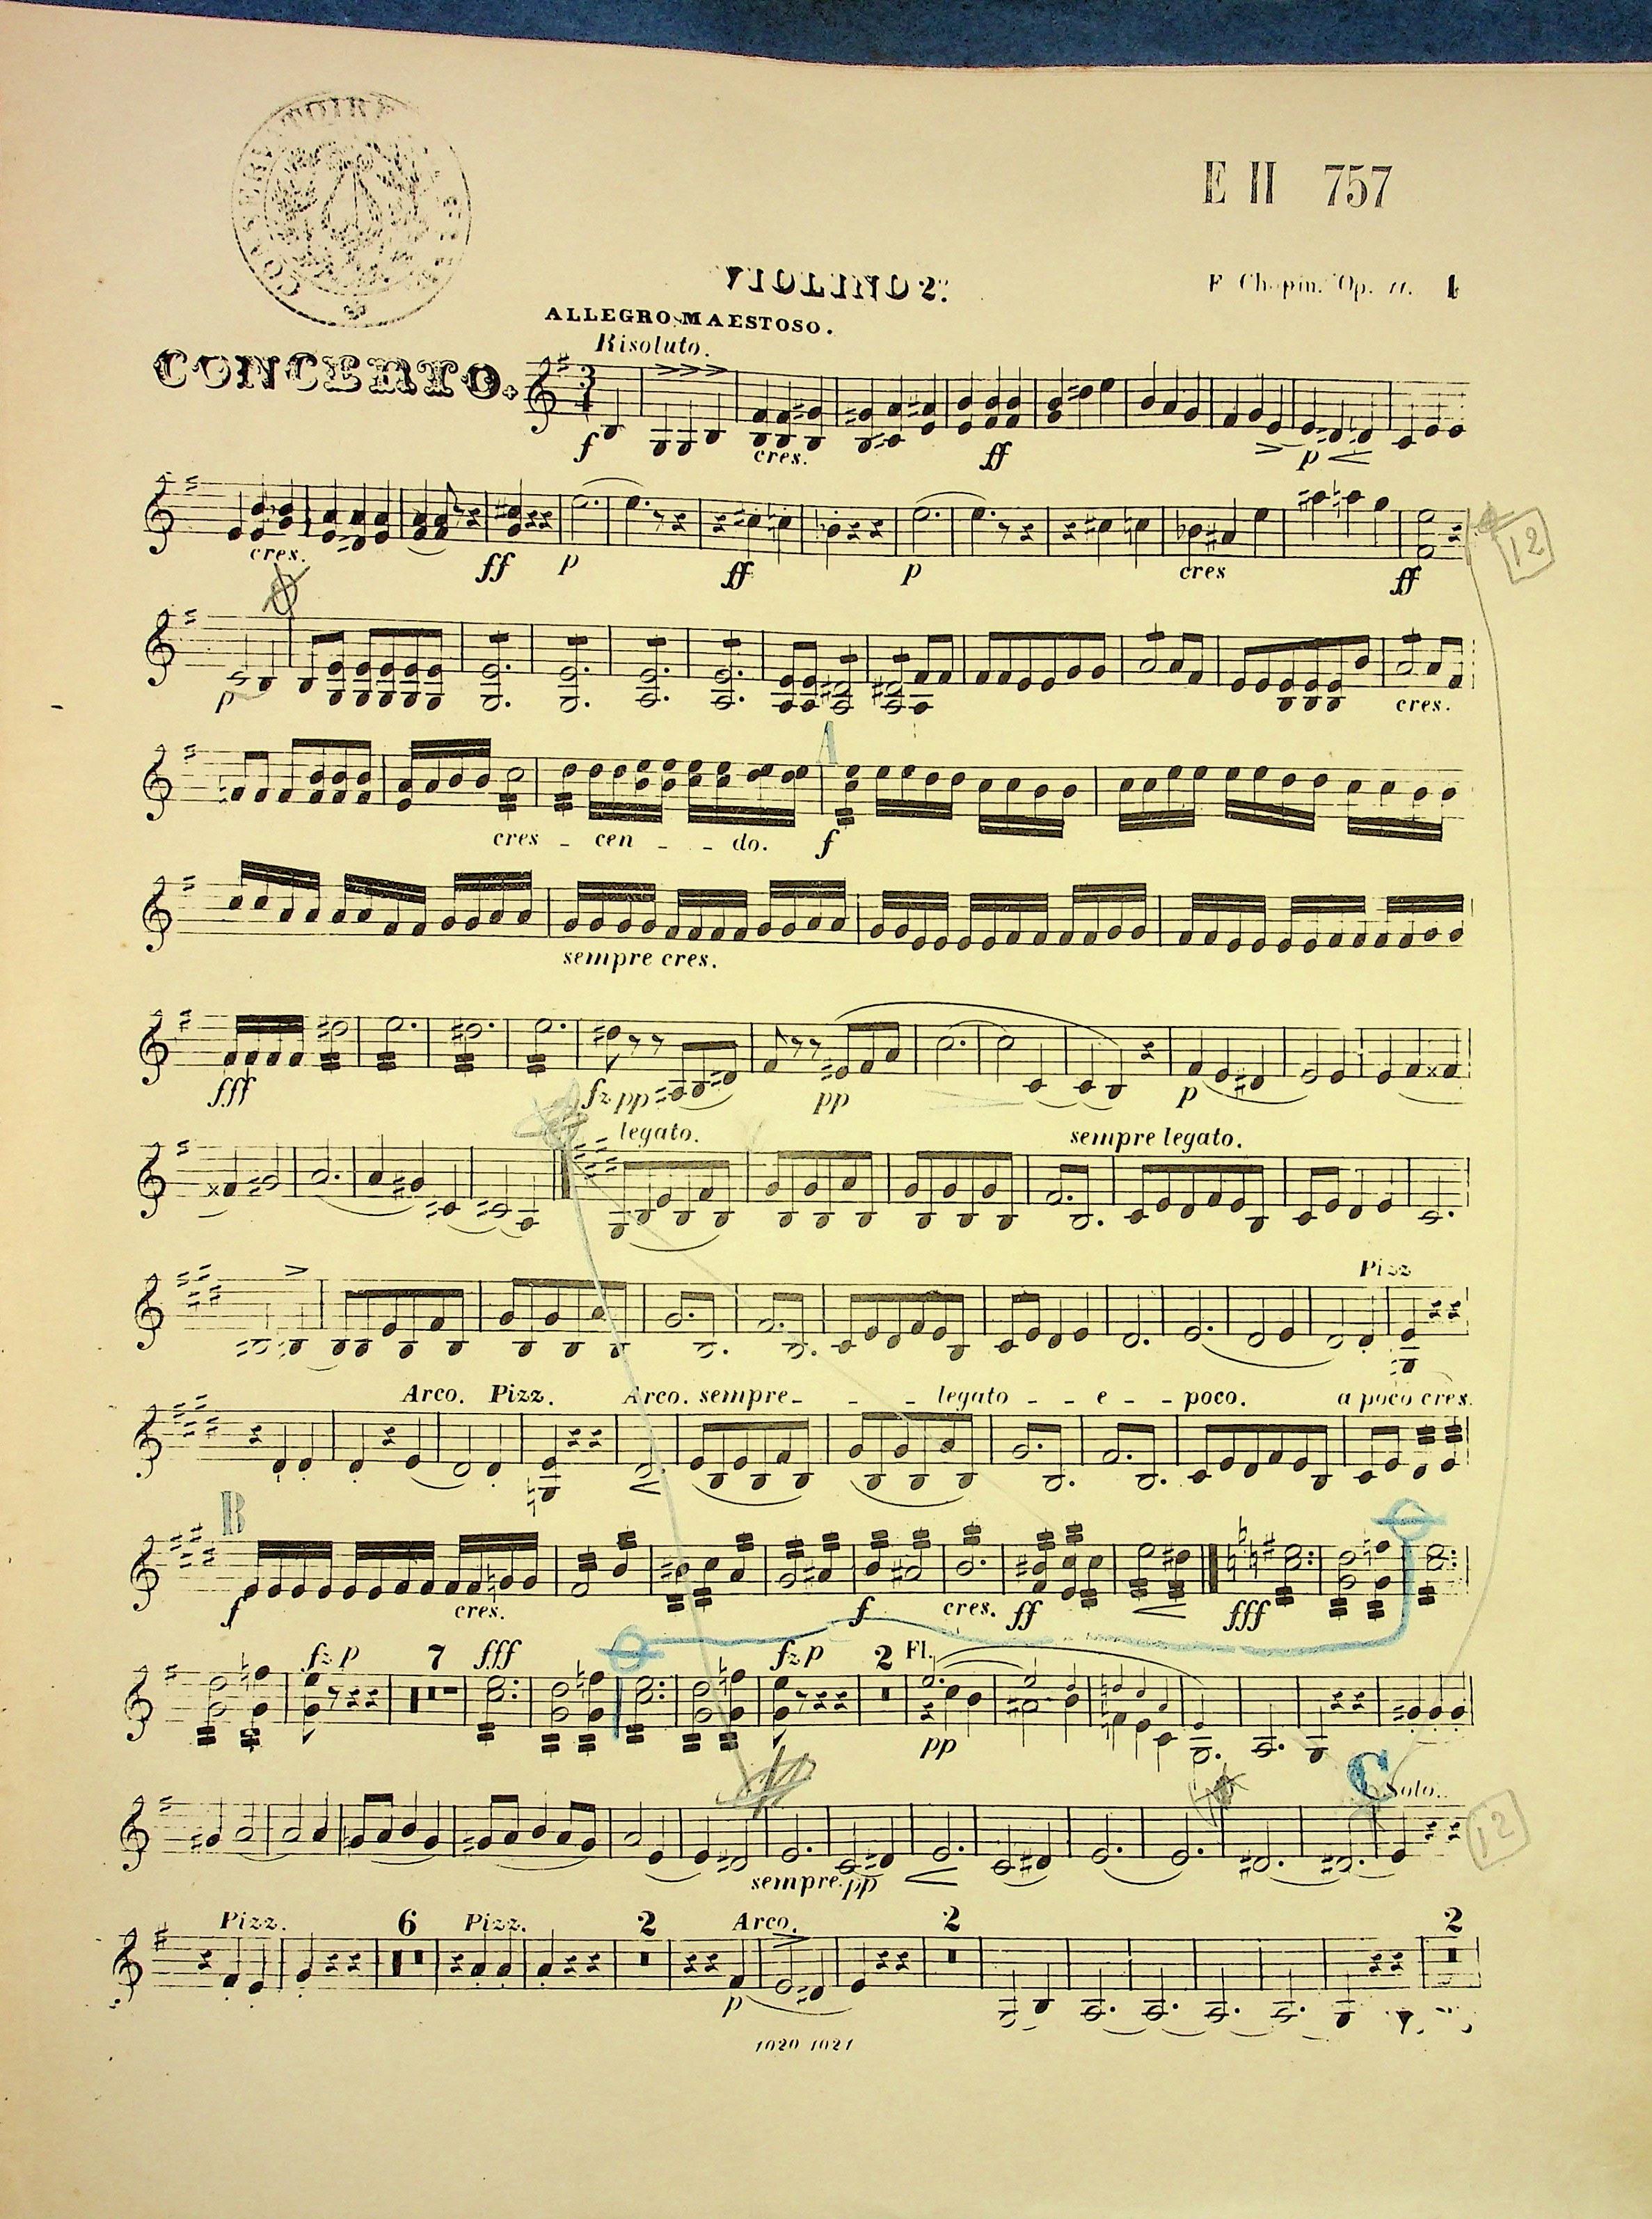 CONSERVATOIRE
E II 757
VIOLINO 2º.
F. Chopin. Op. 11. 1
ALLEGRO MAESTOSO.
Risoluto.
CONCERTO.
f cres. ff p
cres. ff p ff p cres ff
12
p cres.
A
cres - cen - - do. f
sempre cres.
fff fz pp pp p
legato. sempre legato.
Pizz
Arco. Pizz. Arco. sempre - - - legato - - e - - poco. a poco cres.
B
f cres. f cres. ff fff
fz p 7 fff fz p 2 Fl.
pp
C Solo.
12
sempre pp
Pizz. 6 Pizz. 2 Arco. 2 2
p
1020 1021